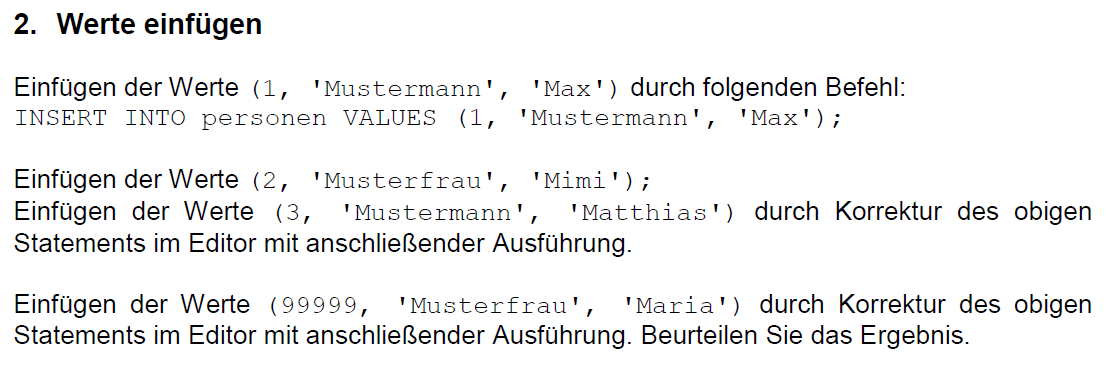 2. Werte einfügen
Einfügen der Werte (1, 'Mustermann', 'Max') durch folgenden Befehl:
INSERT INTO personen VALUES (1, 'Mustermann', 'Max');
Einfügen der Werte (2, 'Musterfrau', 'Mimi');
Einfügen der Werte (3, 'Mustermann', 'Matthias') durch Korrektur des obigen
Statements im Editor mit anschließender Ausführung.
Einfügen der Werte (99999, 'Musterfrau', 'Maria') durch Korrektur des obigen
Statements im Editor mit anschließender Ausführung. Beurteilen Sie das Ergebnis.